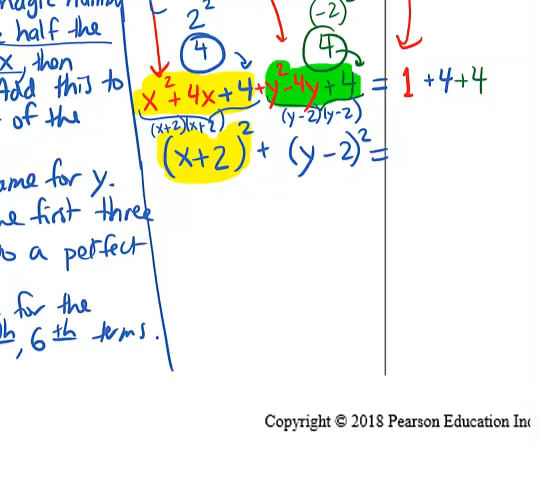 half the
2²
(-2)²
x, then
4
4
Add this to
x² + 4x + 4 + y² - 4y + 4 = 1 + 4 + 4
of the
(x+2)(x+2)
(y-2)(y-2)
(x+2)² + (y-2)² =
ame for y.
first three
a perfect
for the
, 6th terms.
Copyright © 2018 Pearson Education Inc